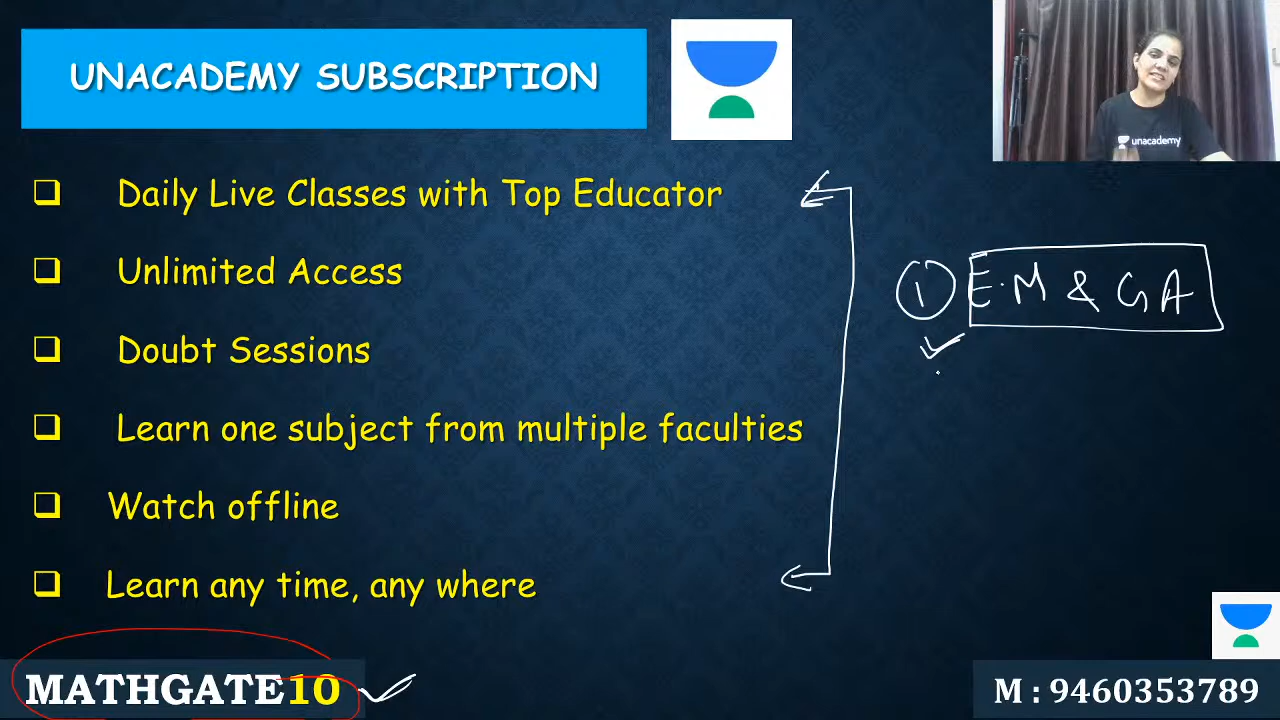 UNACADEMY SUBSCRIPTION
unacademy
❑ Daily Live Classes with Top Educator
❑ Unlimited Access
❑ Doubt Sessions
❑ Learn one subject from multiple faculties
❑ Watch offline
❑ Learn any time, any where
① E.M & GA
MATHGATE10
M : 9460353789